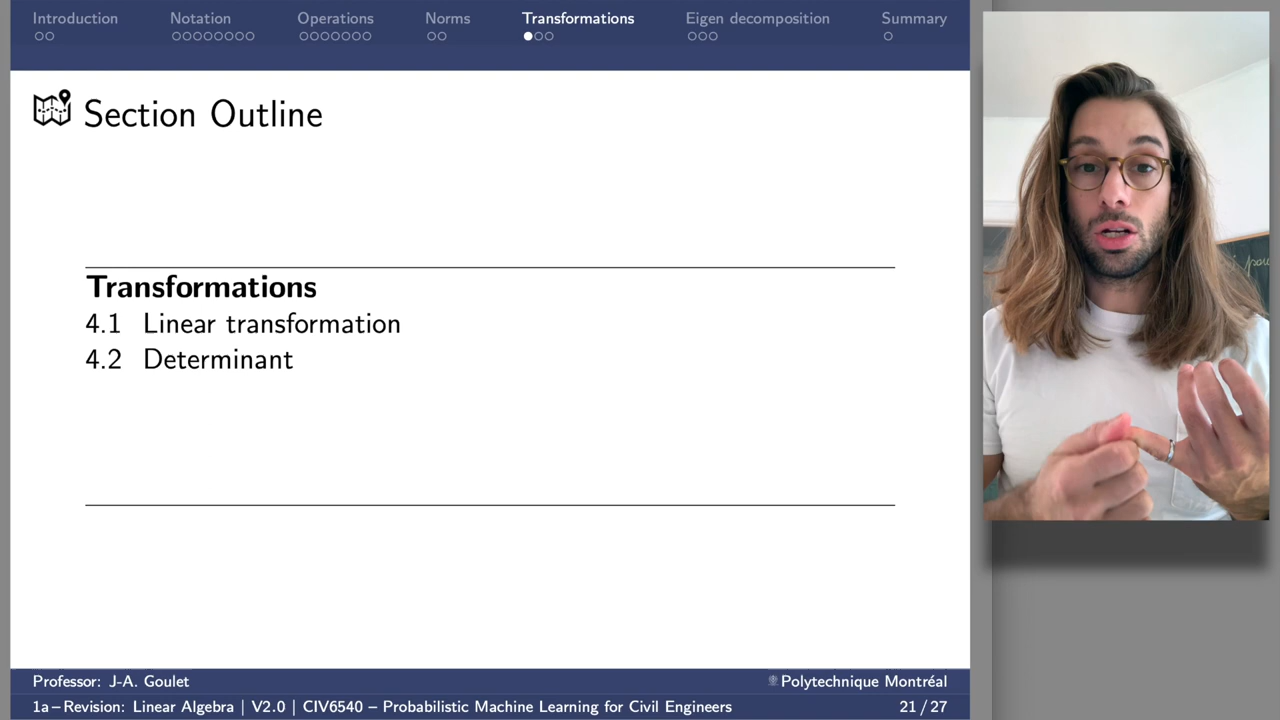 Introduction
Notation
Operations
Norms
Transformations
Eigen decomposition
Summary
Section Outline
Transformations
4.1 Linear transformation
4.2 Determinant
Professor: J-A. Goulet
Polytechnique Montréal
1a – Revision: Linear Algebra | V2.0 | CIV6540 – Probabilistic Machine Learning for Civil Engineers
21 / 27